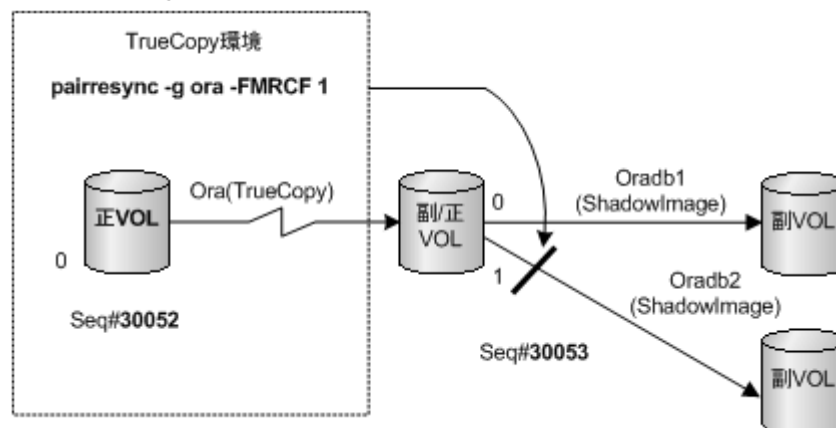 TrueCopy環境
pairresync -g ora -FMRCF 1
正VOL
0
Ora(TrueCopy)
Seq#30052
副/正
VOL
0
1
Seq#30053
Oradb1
(ShadowImage)
副VOL
Oradb2
(ShadowImage)
副VOL